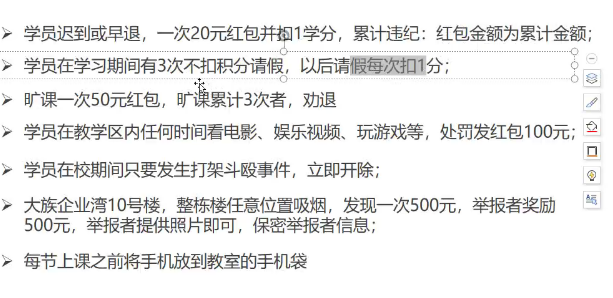 学员迟到或早退，一次20元红包并扣1学分，累计违纪：红包金额为累计金额；
学员在学习期间有3次不扣积分请假，以后请假每次扣1分；
旷课一次50元红包，旷课累计3次者，劝退
学员在教学区内任何时间看电影、娱乐视频、玩游戏等，处罚发红包100元；
学员在校期间只要发生打架斗殴事件，立即开除；
大族企业湾10号楼，整栋楼任意位置吸烟，发现一次500元，举报者奖励
500元，举报者提供照片即可，保密举报者信息；
每节上课之前将手机放到教室的手机袋